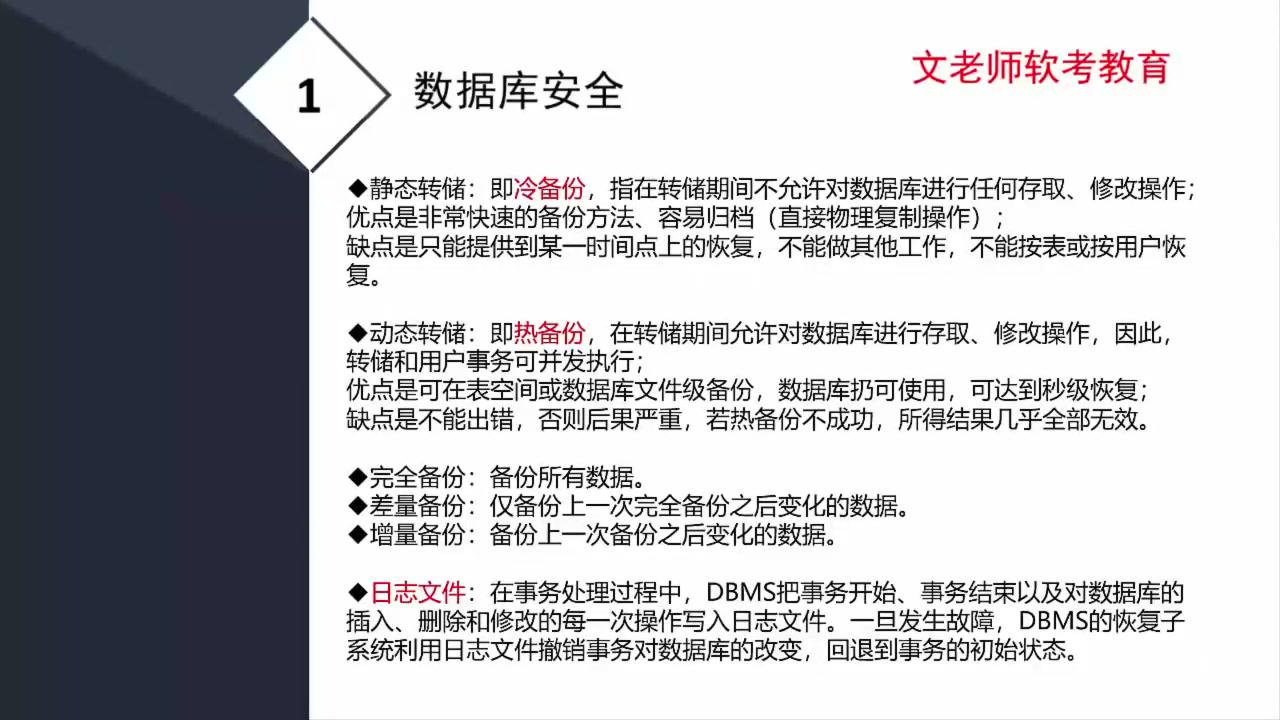 1
数据库安全
文老师软考教育
◆静态转储：即冷备份，指在转储期间不允许对数据库进行任何存取、修改操作；
优点是非常快速的备份方法、容易归档（直接物理复制操作）；
缺点是只能提供到某一时间点上的恢复，不能做其他工作，不能按表或按用户恢
复。
◆动态转储：即热备份，在转储期间允许对数据库进行存取、修改操作，因此，
转储和用户事务可并发执行；
优点是可在表空间或数据库文件级备份，数据库扔可使用，可达到秒级恢复；
缺点是不能出错，否则后果严重，若热备份不成功，所得结果几乎全部无效。
◆完全备份：备份所有数据。
◆差量备份：仅备份上一次完全备份之后变化的数据。
◆增量备份：备份上一次备份之后变化的数据。
◆日志文件：在事务处理过程中，DBMS把事务开始、事务结束以及对数据库的
插入、删除和修改的每一次操作写入日志文件。一旦发生故障，DBMS的恢复子
系统利用日志文件撤销事务对数据库的改变，回退到事务的初始状态。